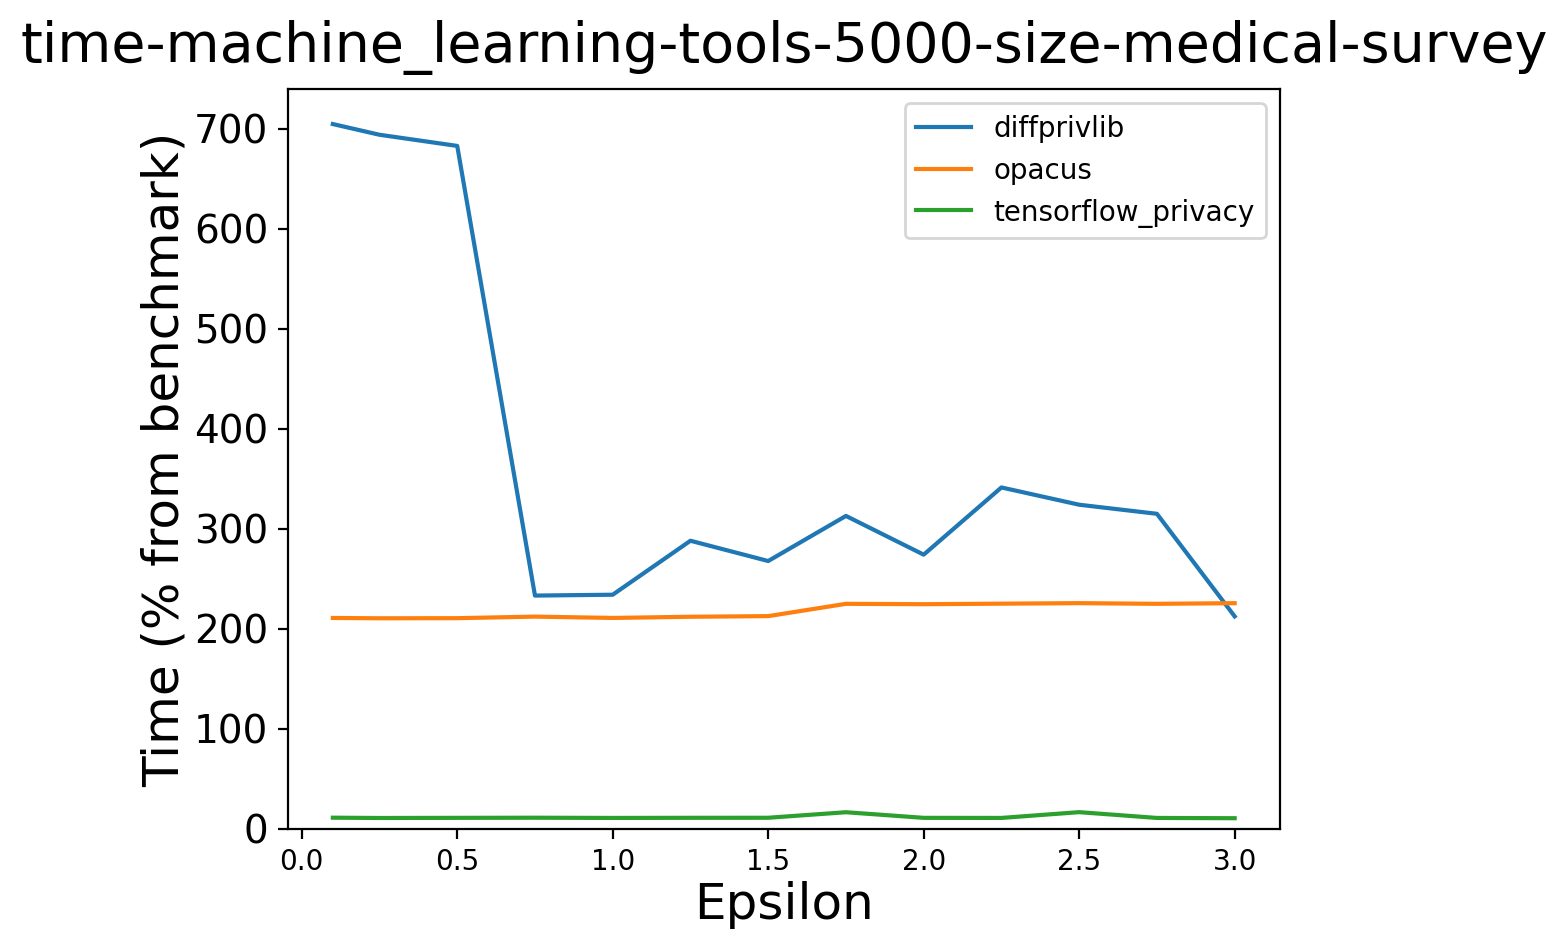 time-machine_learning-tools-5000-size-medical-survey
diffprivlib
opacus
tensorflow_privacy
Time (% from benchmark)
700
600
500
400
300
200
100
0
0.0 0.5 1.0 1.5 2.0 2.5 3.0
Epsilon